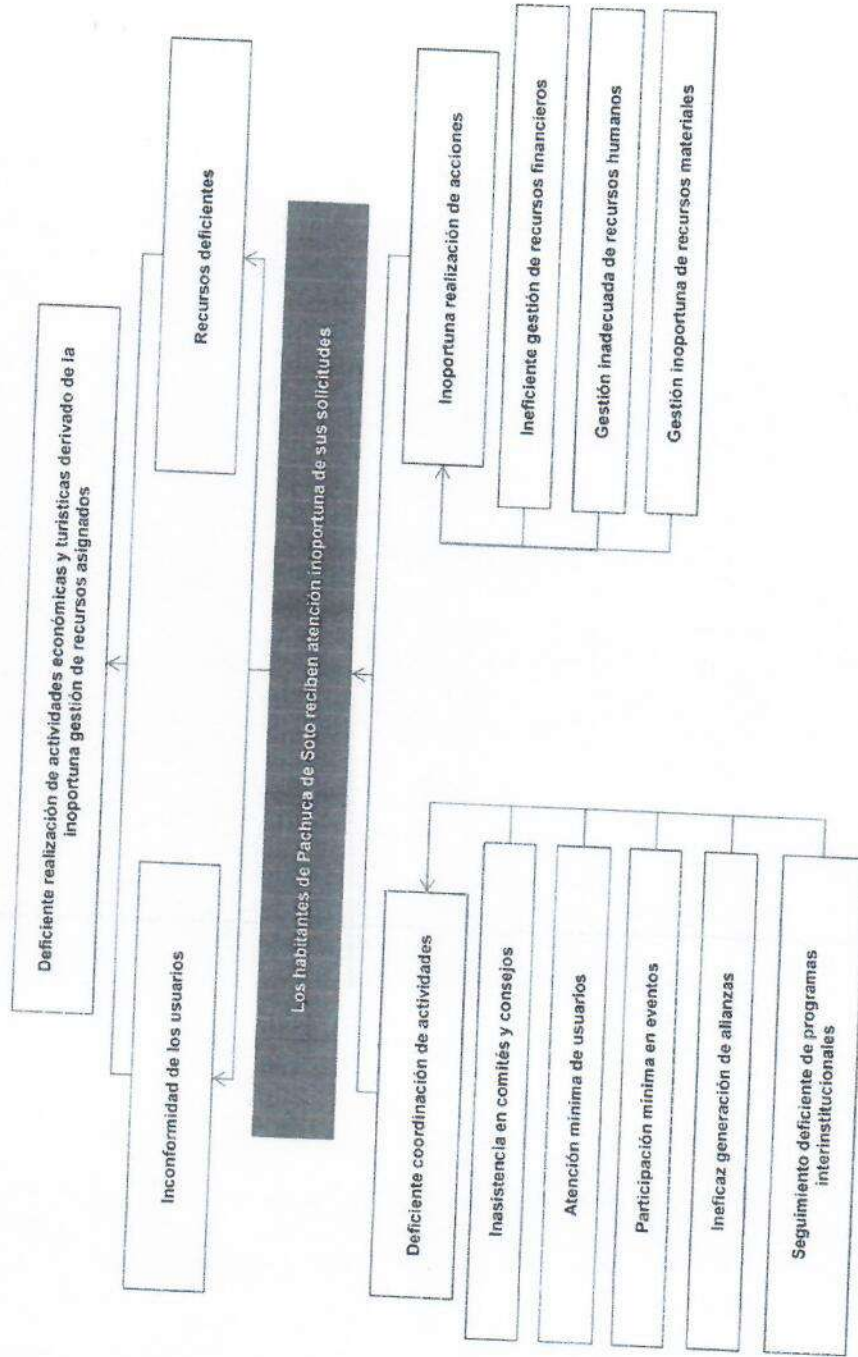 Deficiente realización de actividades económicas y turisticas derivado de la
inoportuna gestión de recursos asignados
Inconformidad de los usuarios
Recursos deficientes
Los habitantes de Pachuca de Soto reciben atención inoportuna de sus solicitudes
Deficiente coordinación de actividades
Inasistencia en comités y consejos
Atención mínima de usuarios
Participación mínima en eventos
Ineficaz generación de alianzas
Seguimiento deficiente de programas
interinstitucionales
Inoportuna realización de acciones
Ineficiente gestión de recursos financieros
Gestión inadecuada de recursos humanos
Gestión inoportuna de recursos materiales